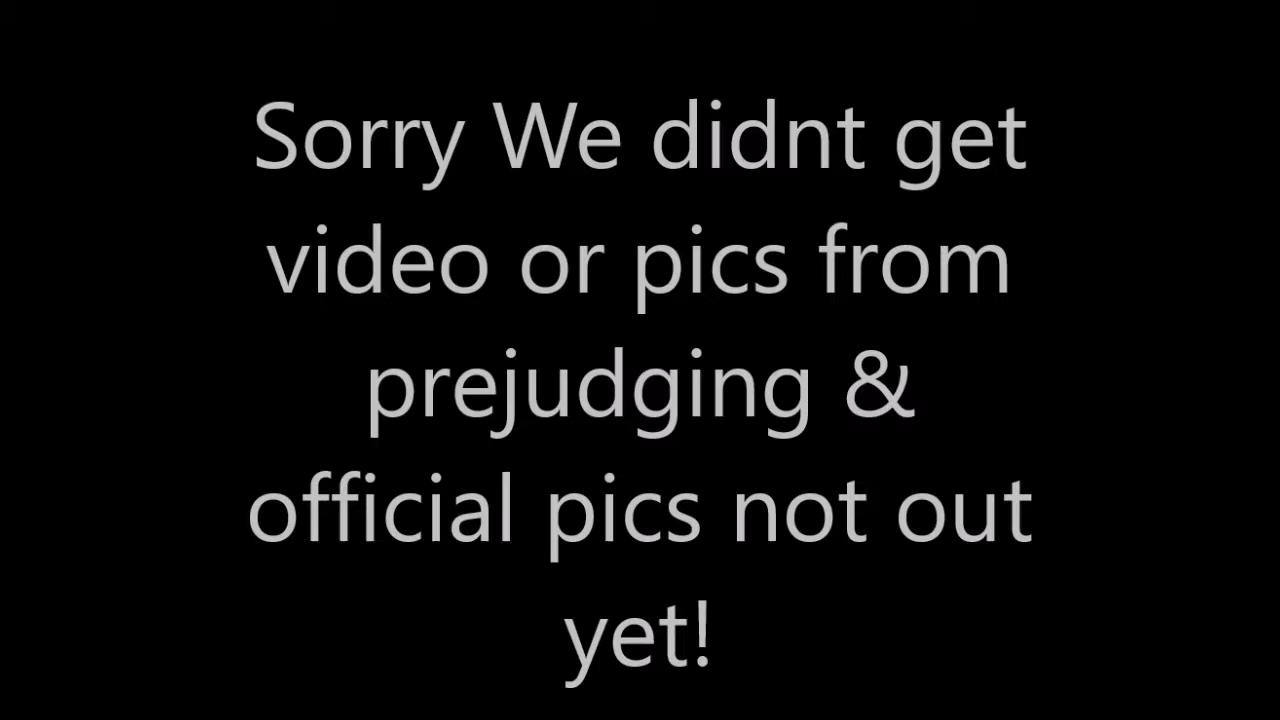 Sorry We didnt get
video or pics from
prejudging &
official pics not out
yet!